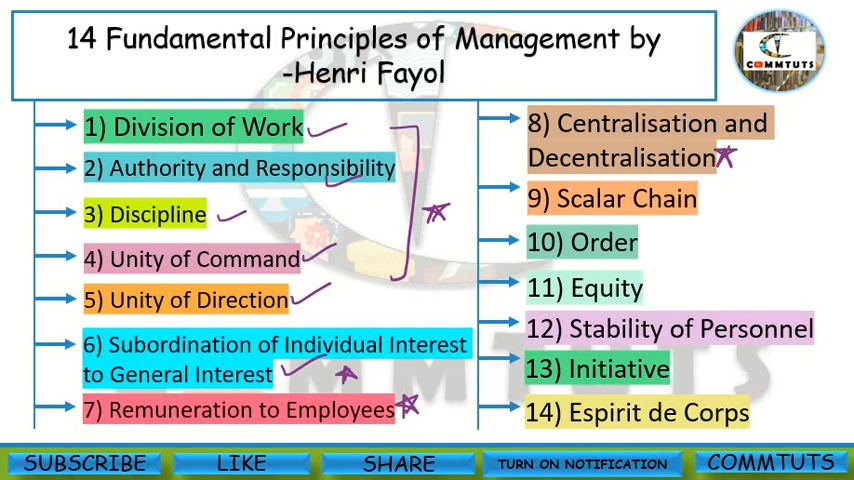 14 Fundamental Principles of Management by
-Henri Fayol
COMMTUTS
1) Division of Work
2) Authority and Responsibility
3) Discipline
4) Unity of Command
5) Unity of Direction
6) Subordination of Individual Interest
to General Interest
7) Remuneration to Employees
8) Centralisation and
Decentralisation
9) Scalar Chain
10) Order
11) Equity
12) Stability of Personnel
13) Initiative
14) Espirit de Corps
COMMTUTS
SUBSCRIBE
LIKE
SHARE
TURN ON NOTIFICATION
COMMTUTS